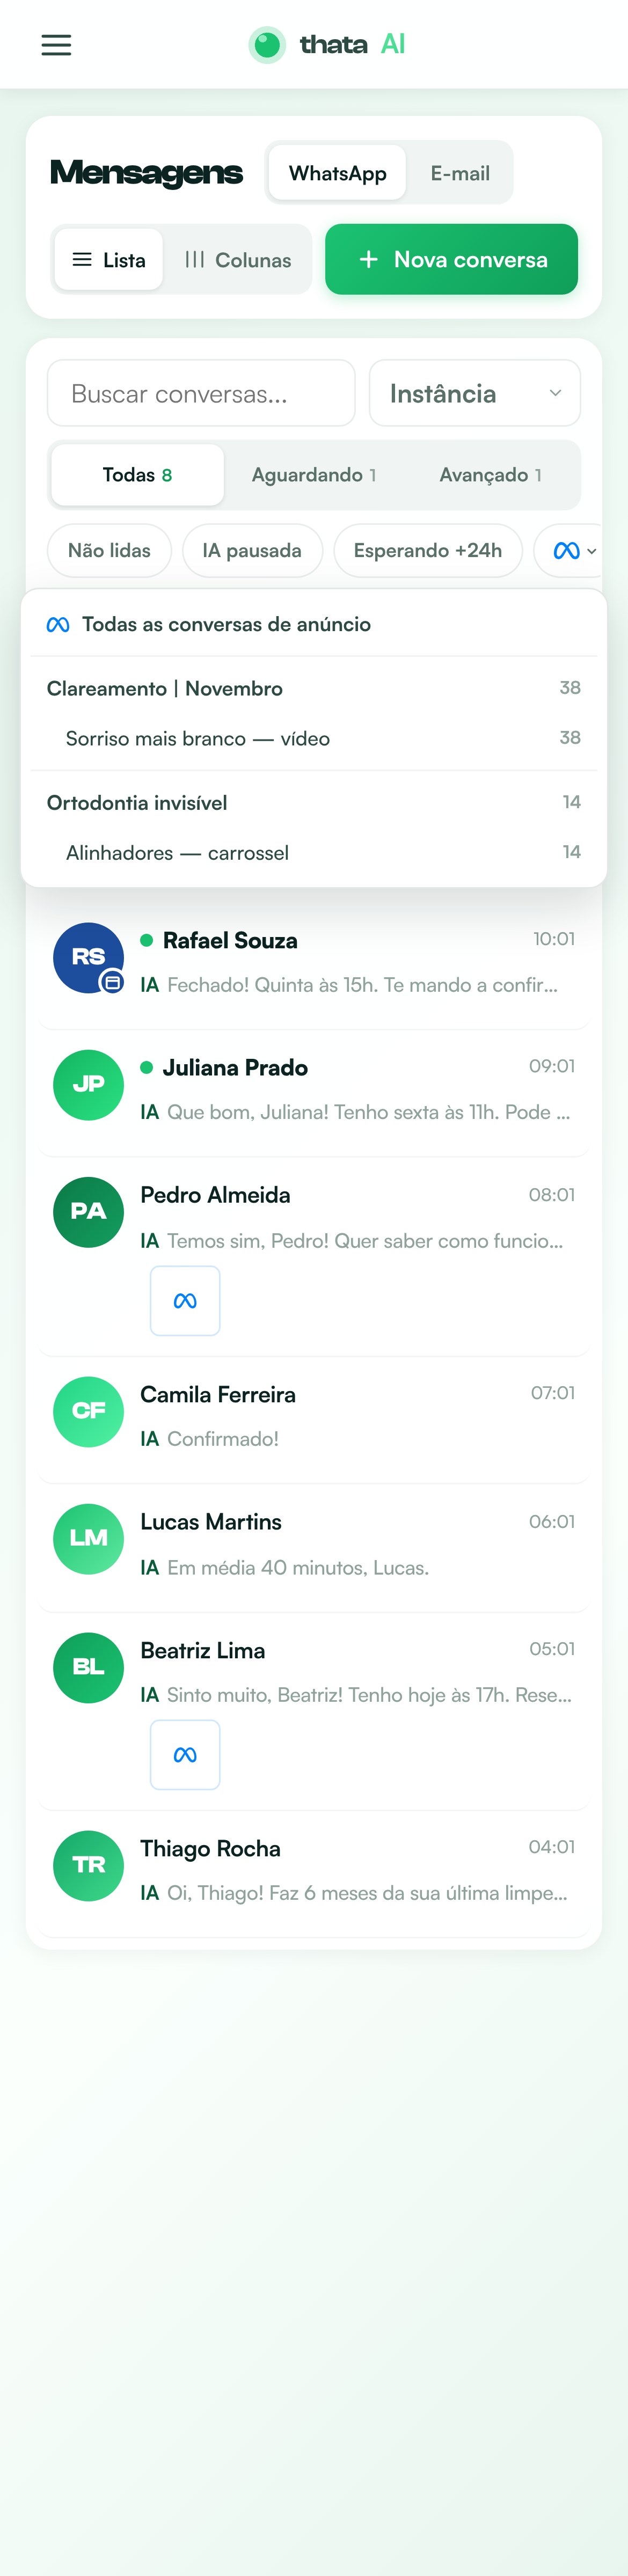 thata AI
Mensagens
WhatsApp
E-mail
Lista
Colunas
+ Nova conversa
Buscar conversas...
Instância
Todas 8
Aguardando 1
Avançado 1
Não lidas
IA pausada
Esperando +24h
Todas as conversas de anúncio
Clareamento | Novembro 38
Sorriso mais branco — vídeo 38
Ortodontia invisível 14
Alinhadores — carrossel 14
RS
Rafael Souza 10:01
IA Fechado! Quinta às 15h. Te mando a confir...
JP
Juliana Prado 09:01
IA Que bom, Juliana! Tenho sexta às 11h. Pode ...
PA
Pedro Almeida 08:01
IA Temos sim, Pedro! Quer saber como funcio...
CF
Camila Ferreira 07:01
IA Confirmado!
LM
Lucas Martins 06:01
IA Em média 40 minutos, Lucas.
BL
Beatriz Lima 05:01
IA Sinto muito, Beatriz! Tenho hoje às 17h. Rese...
TR
Thiago Rocha 04:01
IA Oi, Thiago! Faz 6 meses da sua última limpe...